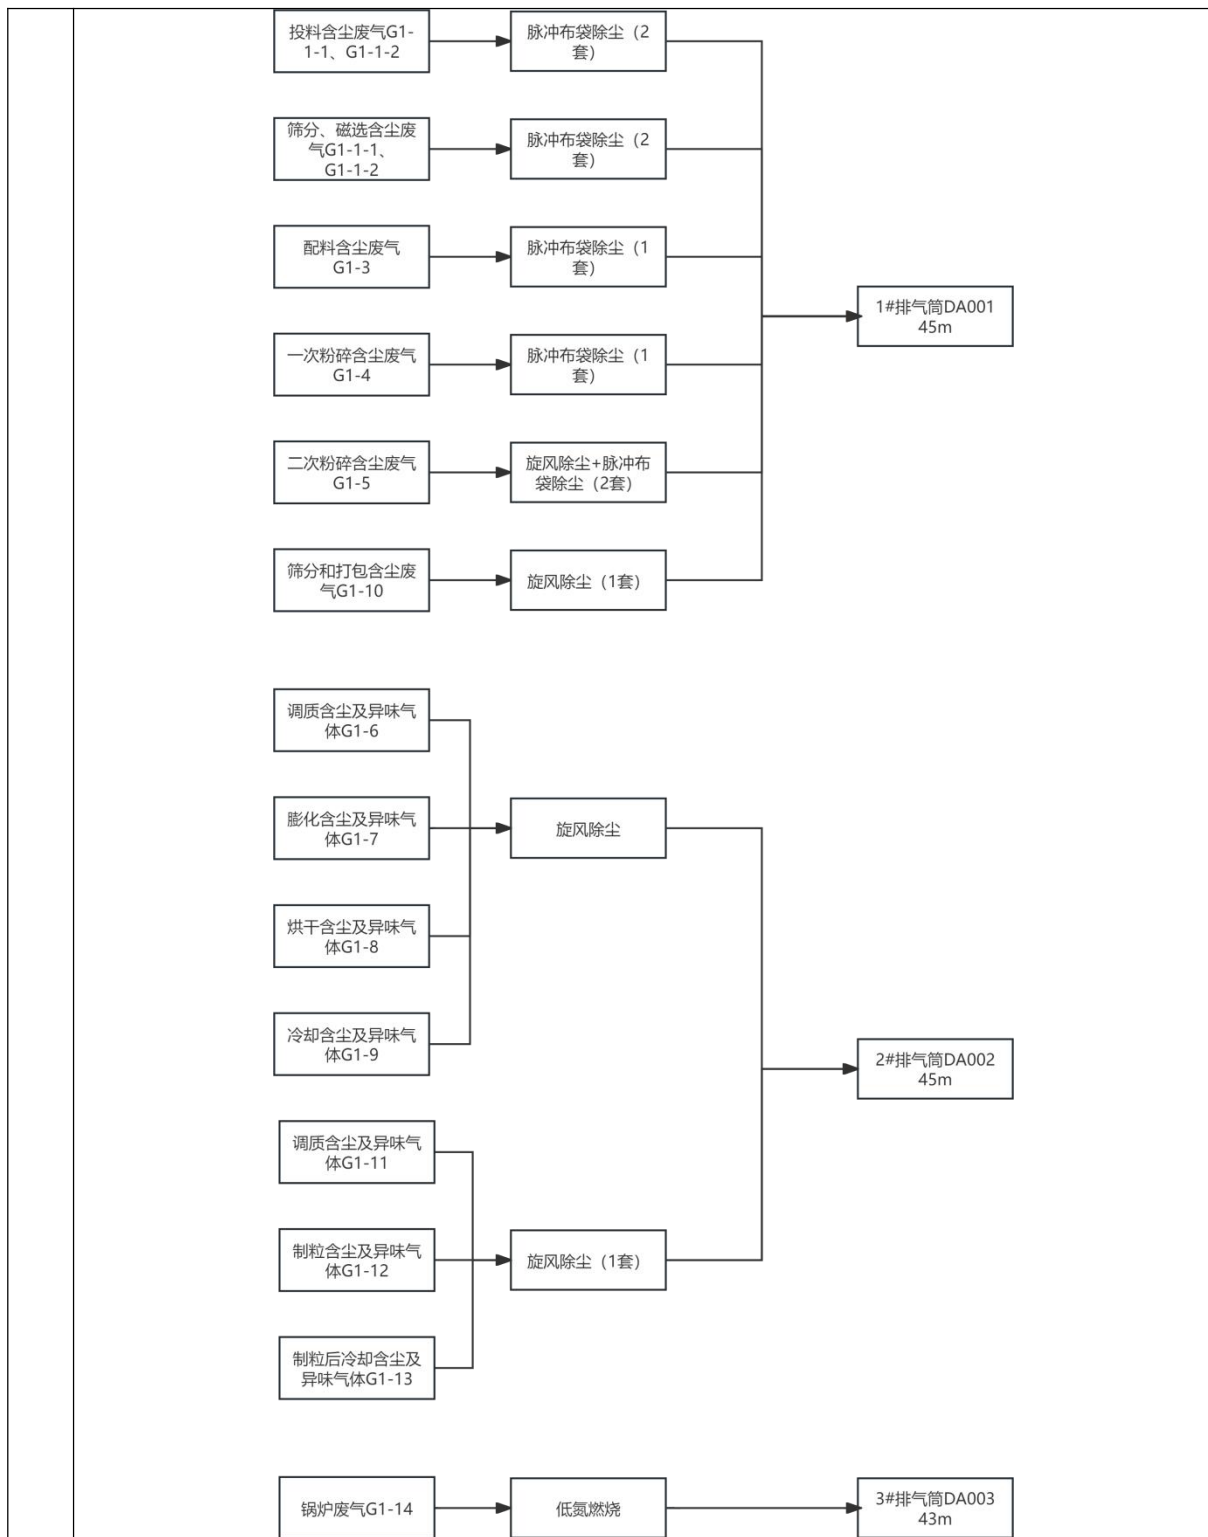 投料含尘废气G1-
1-1、G1-1-2
脉冲布袋除尘（2
套）
筛分、磁选含尘废
气G1-1-1、
G1-1-2
脉冲布袋除尘（2
套）
配料含尘废气
G1-3
脉冲布袋除尘（1
套）
1#排气筒DA001
45m
一次粉碎含尘废气
G1-4
脉冲布袋除尘（1
套）
二次粉碎含尘废气
G1-5
旋风除尘+脉冲布
袋除尘（2套）
筛分和打包含尘废
气G1-10
旋风除尘（1套）
调质含尘及异味气
体G1-6
膨化含尘及异味气
体G1-7
旋风除尘
烘干含尘及异味气
体G1-8
冷却含尘及异味气
体G1-9
2#排气筒DA002
45m
调质含尘及异味气
体G1-11
制粒含尘及异味气
体G1-12
旋风除尘（1套）
制粒后冷却含尘及
异味气体G1-13
锅炉废气G1-14
低氮燃烧
3#排气筒DA003
43m